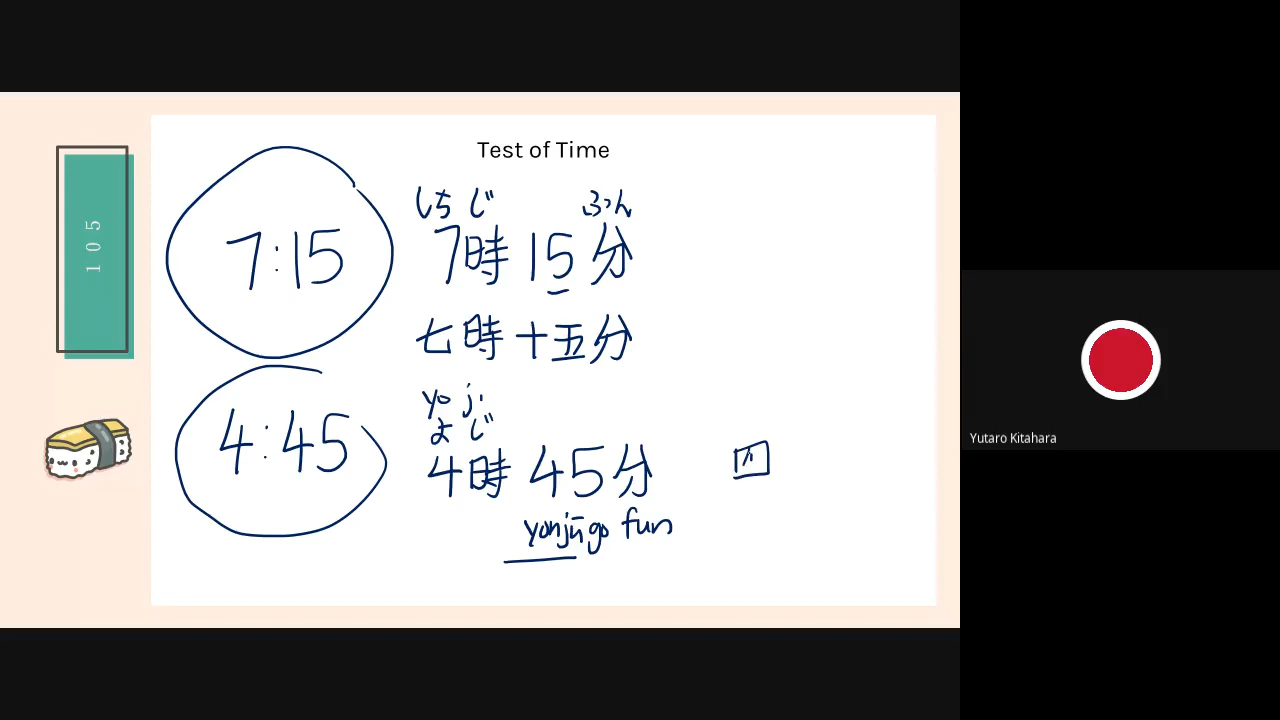 Test of Time
105
7:15
しちじ ふん
7時15分
七時十五分
4:45
yo ji
よじ
4時45分
四
yonjūgo fun
Yutaro Kitahara